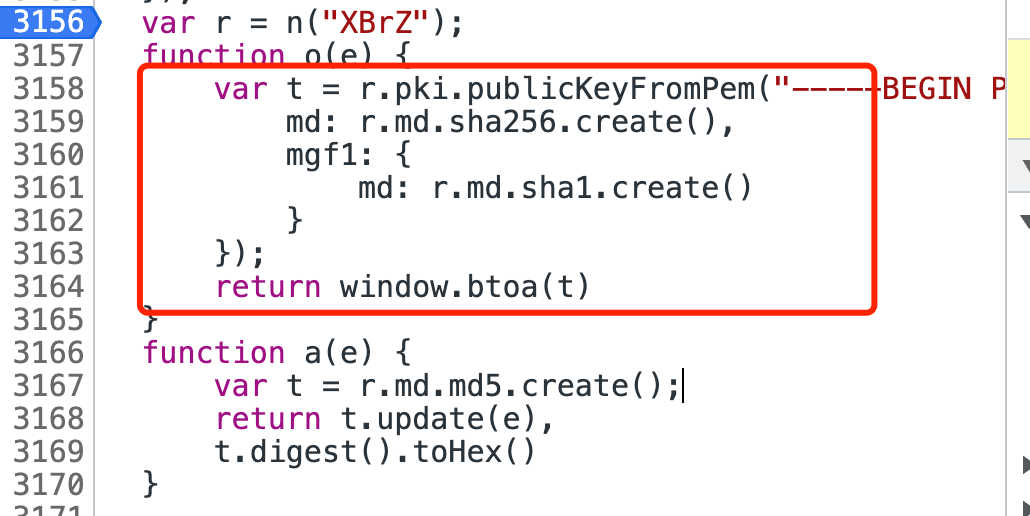 3156 var r = n("XBrZ");
3157 function o(e) {
3158 var t = r.pki.publicKeyFromPem("-----BEGIN P
3159 md: r.md.sha256.create(),
3160 mgf1: {
3161 md: r.md.sha1.create()
3162 }
3163 });
3164 return window.btoa(t)
3165 }
3166 function a(e) {
3167 var t = r.md.md5.create();
3168 return t.update(e),
3169 t.digest().toHex()
3170 }
3171